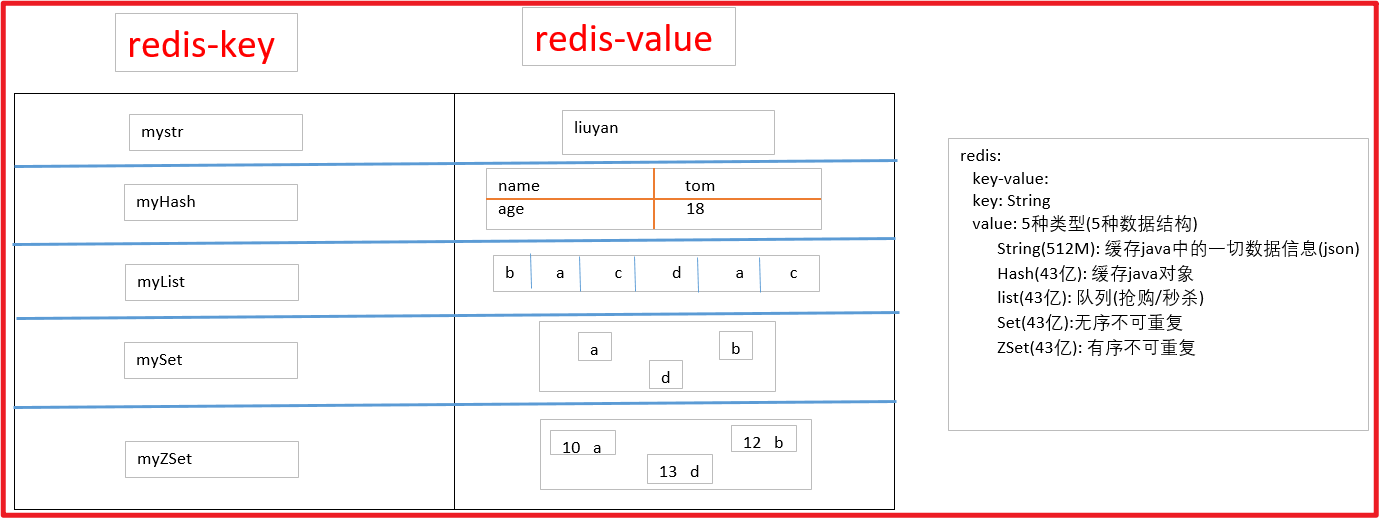 redis-key redis-value
mystr liuyan
myHash name tom
age 18
myList b a c d a c
mySet a b
d
myZSet 10 a 12 b
13 d
redis:
key-value:
key: String
value: 5种类型(5种数据结构)
String(512M): 缓存java中的一切数据信息(json)
Hash(43亿): 缓存java对象
list(43亿): 队列(抢购/秒杀)
Set(43亿):无序不可重复
ZSet(43亿): 有序不可重复